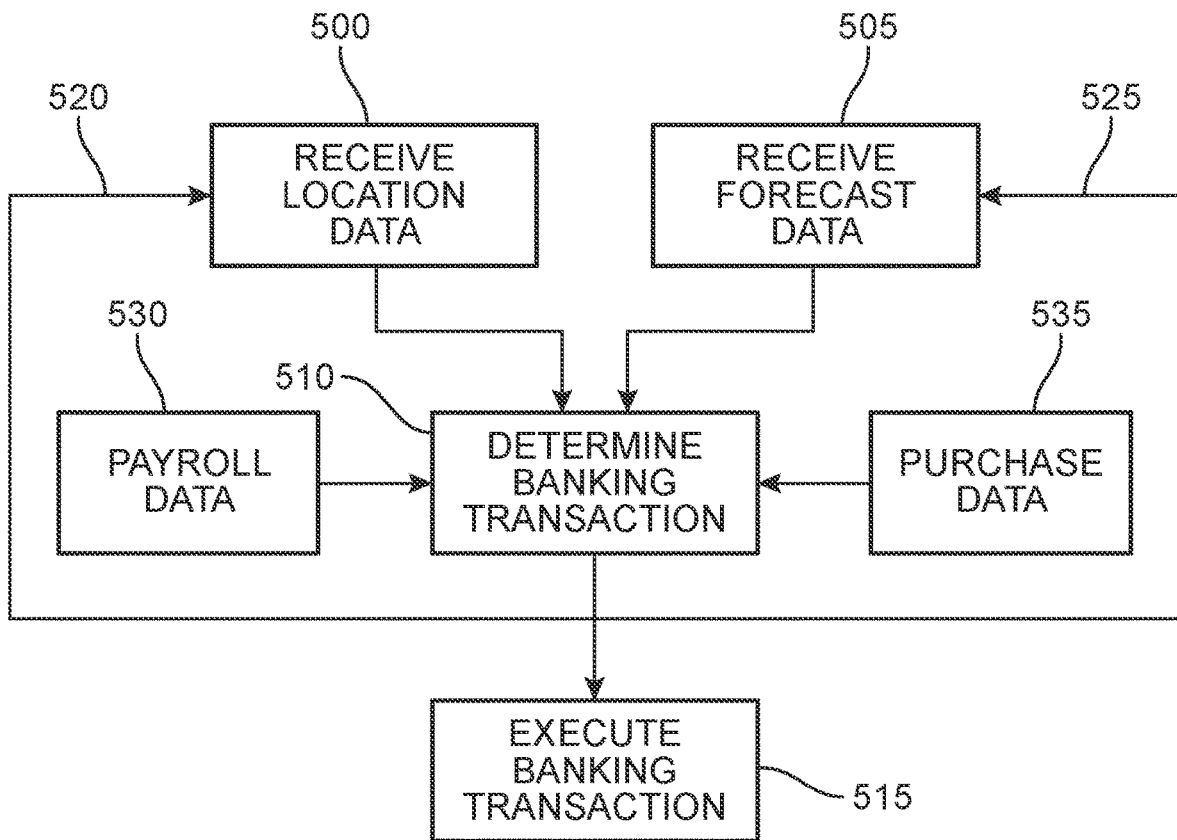 500
505
520
525
RECEIVE
LOCATION
DATA
RECEIVE
FORECAST
DATA
530
535
510
PAYROLL
DATA
DETERMINE
BANKING
TRANSACTION
PURCHASE
DATA
EXECUTE
BANKING
TRANSACTION
515